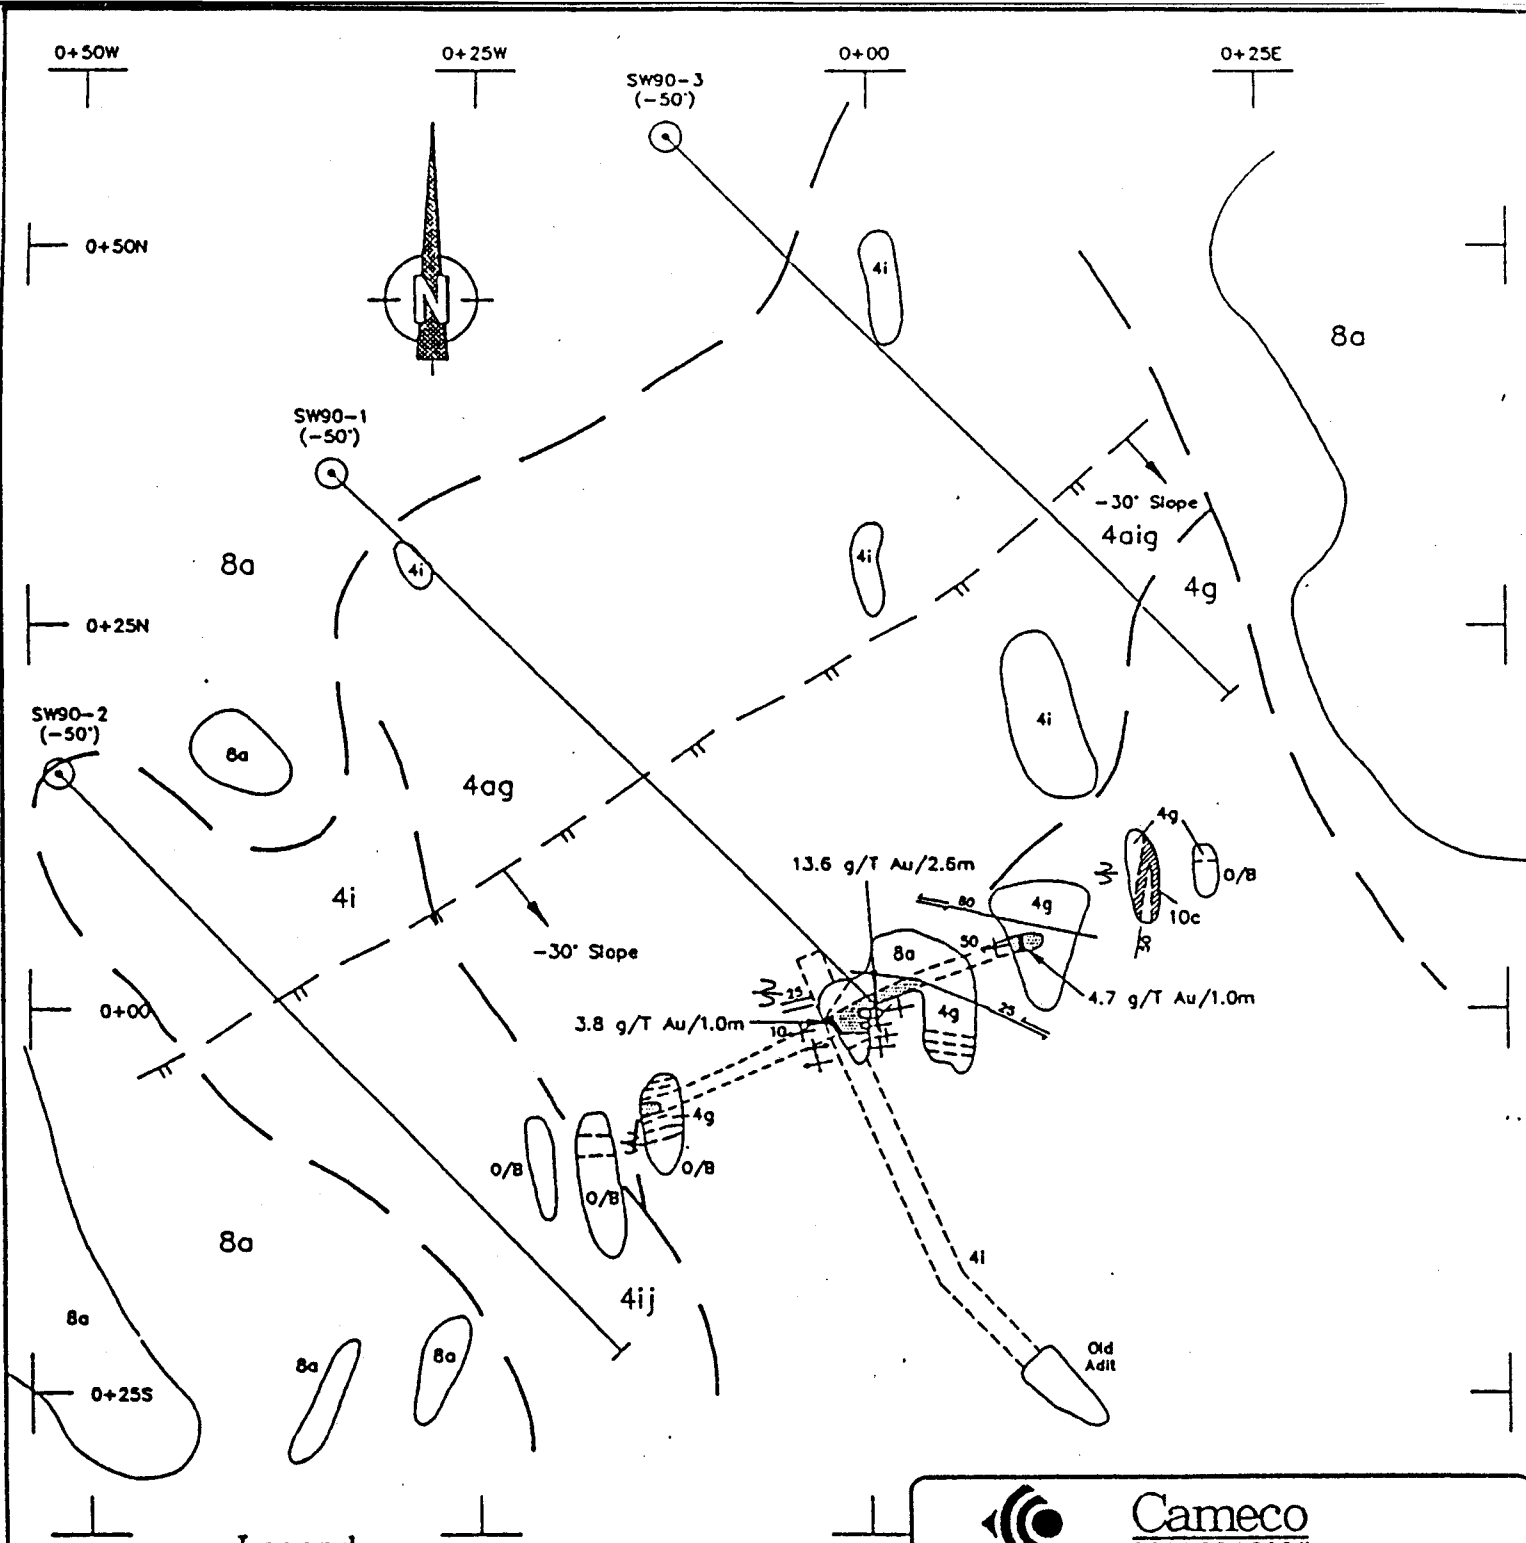 0+50W
0+25W
0+00
0+25E
SW90-3
(-50°)
0+50N
N
4i
8a
SW90-1
(-50°)
-30° Slope
4aig
8a
4i
4i
4g
0+25N
SW90-2
(-50°)
8a
4i
4ag
4g
13.6 g/T Au/2.6m
4i
4g
80
O/B
10c
50
-30° Slope
8a
50
25
4.7 g/T Au/1.0m
0+00
3.8 g/T Au/1.0m
10
4g
25
4g
O/B
O/B
O/B
8a
4i
4ij
8a
8a
8a
Old
Adit
0+25S
Cameco
Legend